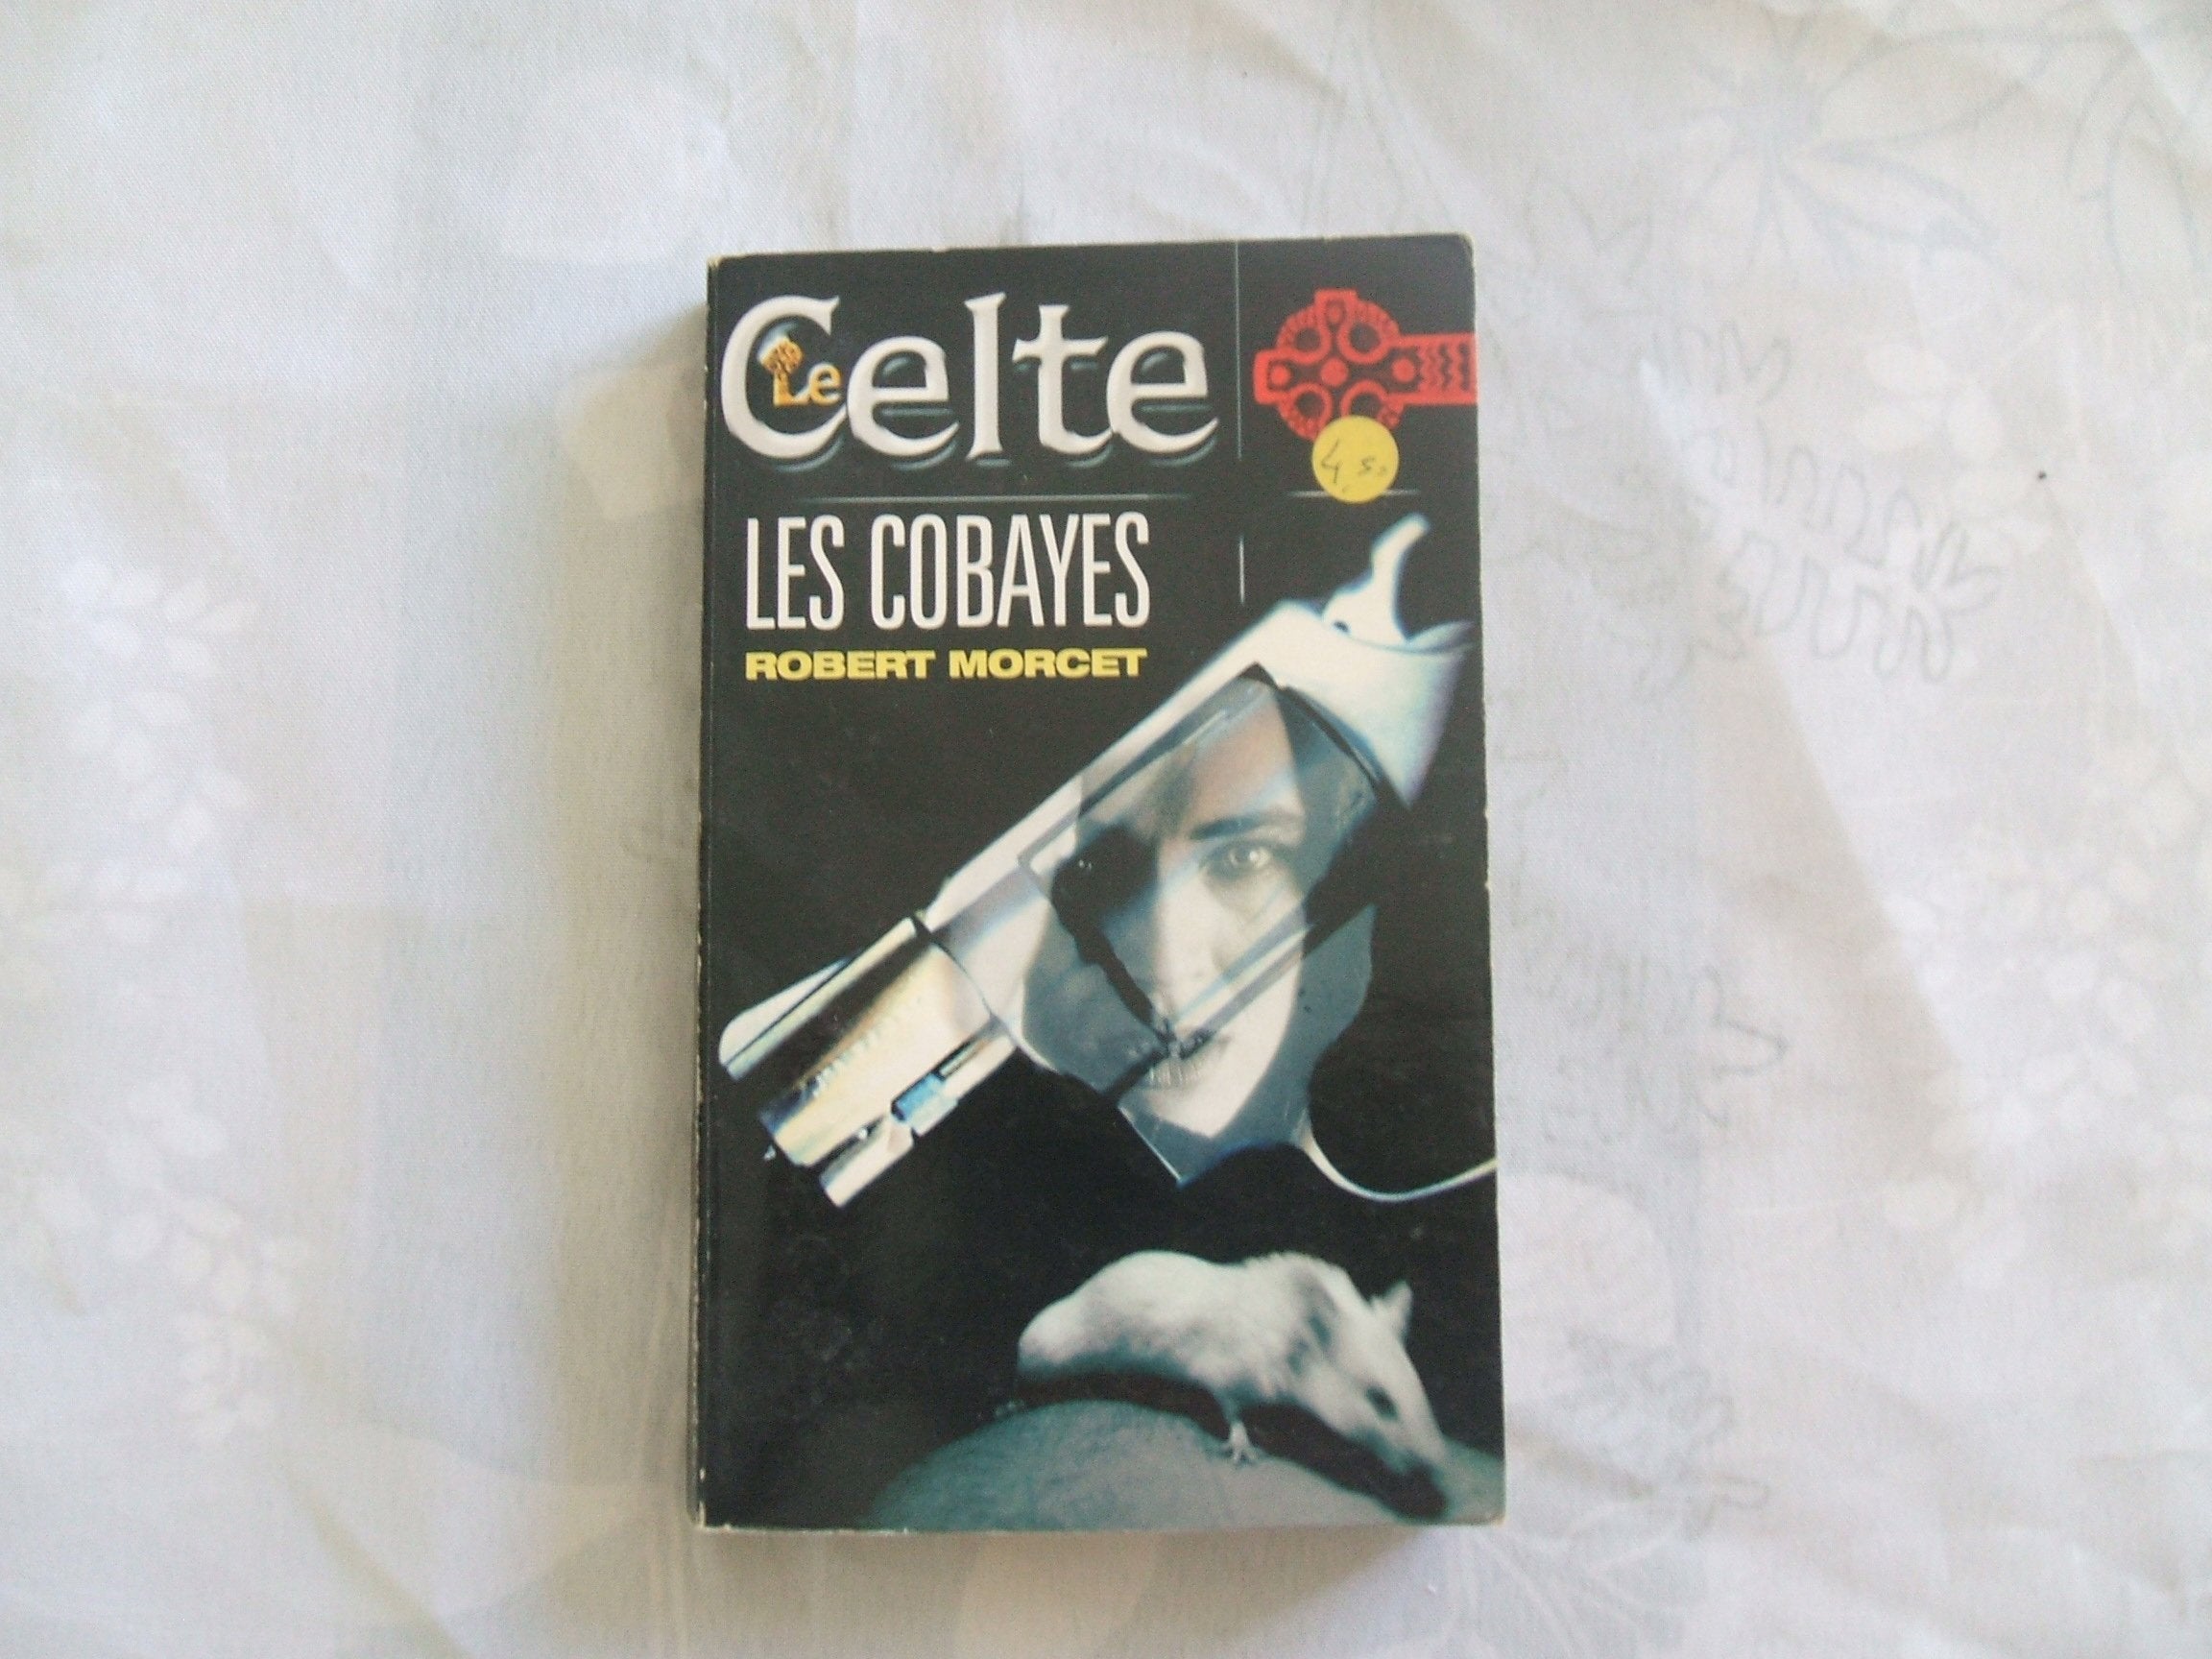 Le Celte
4,50
LES COBAYES
ROBERT MORCET